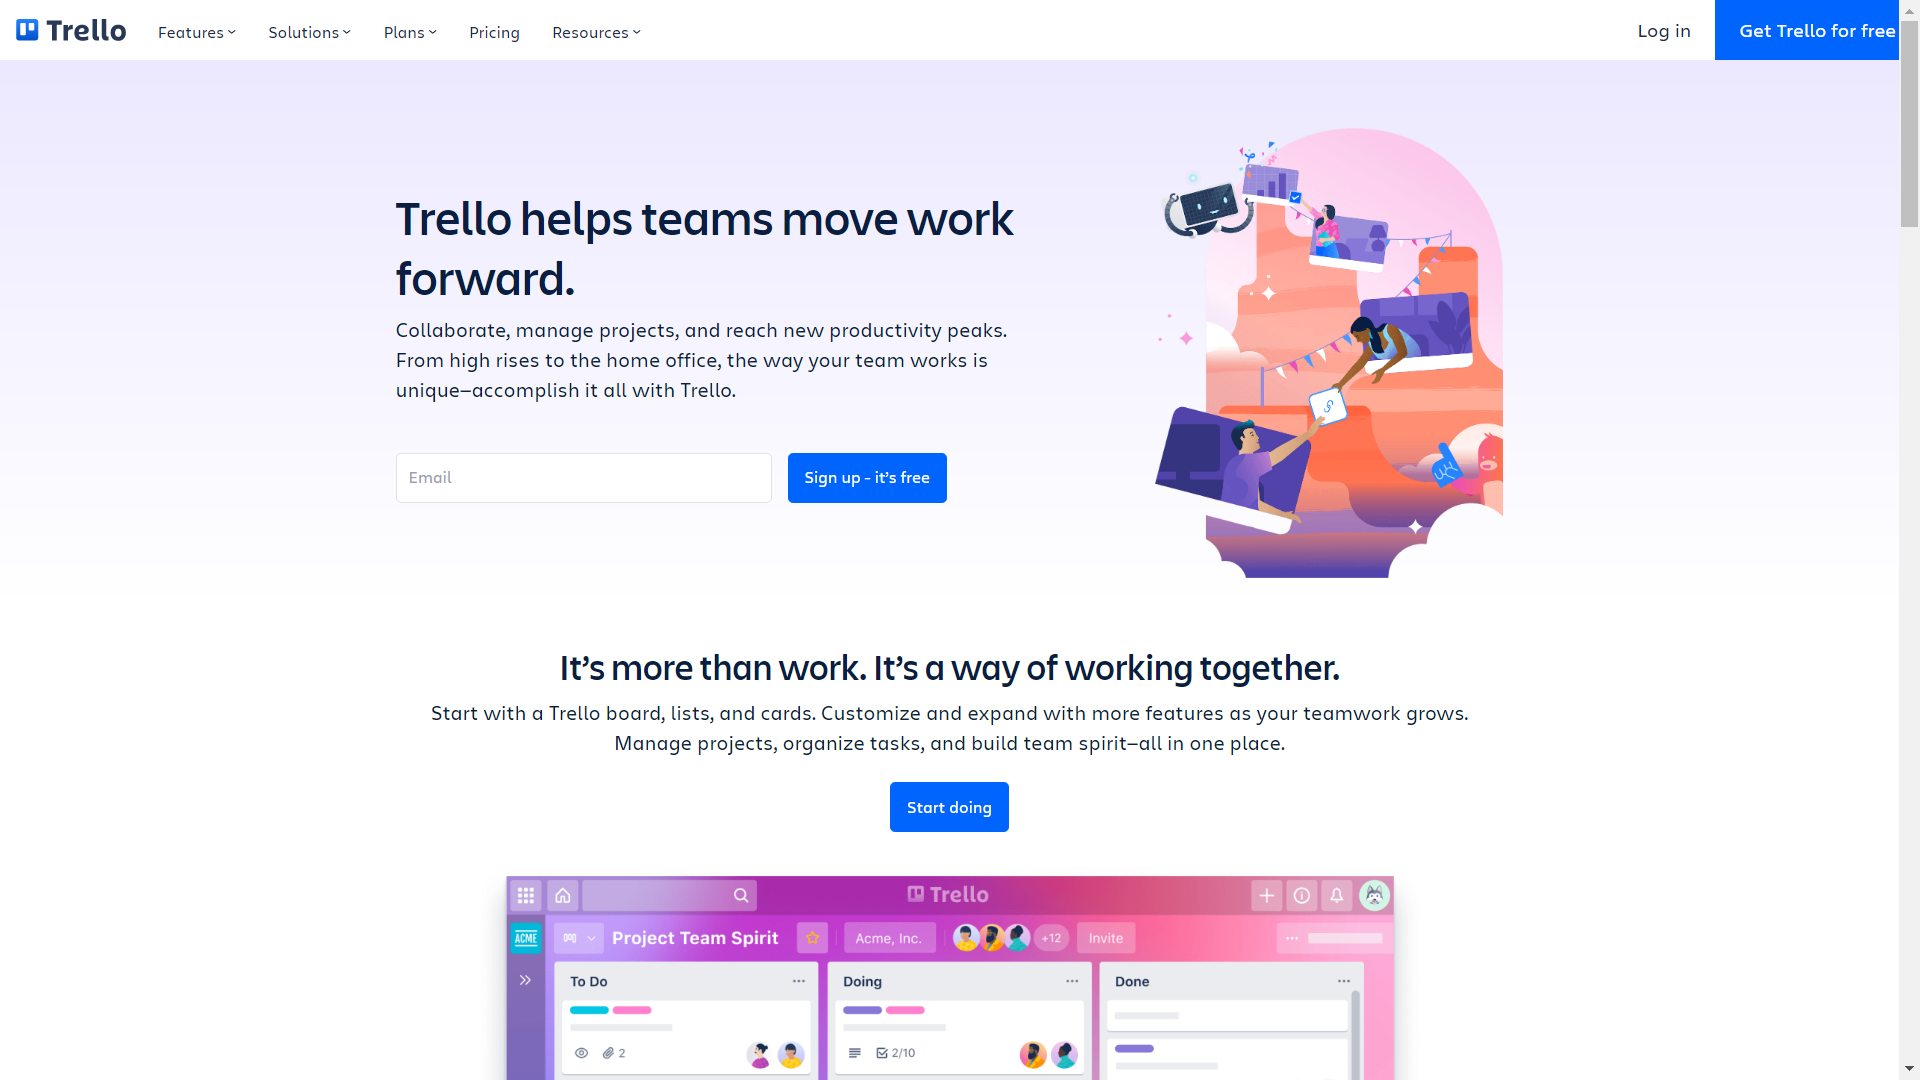 Trello
Features
Solutions
Plans
Pricing
Resources
Log in
Get Trello for free
Trello helps teams move work
forward.
Collaborate, manage projects, and reach new productivity peaks.
From high rises to the home office, the way your team works is
unique—accomplish it all with Trello.
Email
Sign up - it’s free
It’s more than work. It’s a way of working together.
Start with a Trello board, lists, and cards. Customize and expand with more features as your teamwork grows.
Manage projects, organize tasks, and build team spirit—all in one place.
Start doing
Trello
ACME
Project Team Spirit
Acme, Inc.
+12
Invite
To Do
Doing
Done
2
2/10